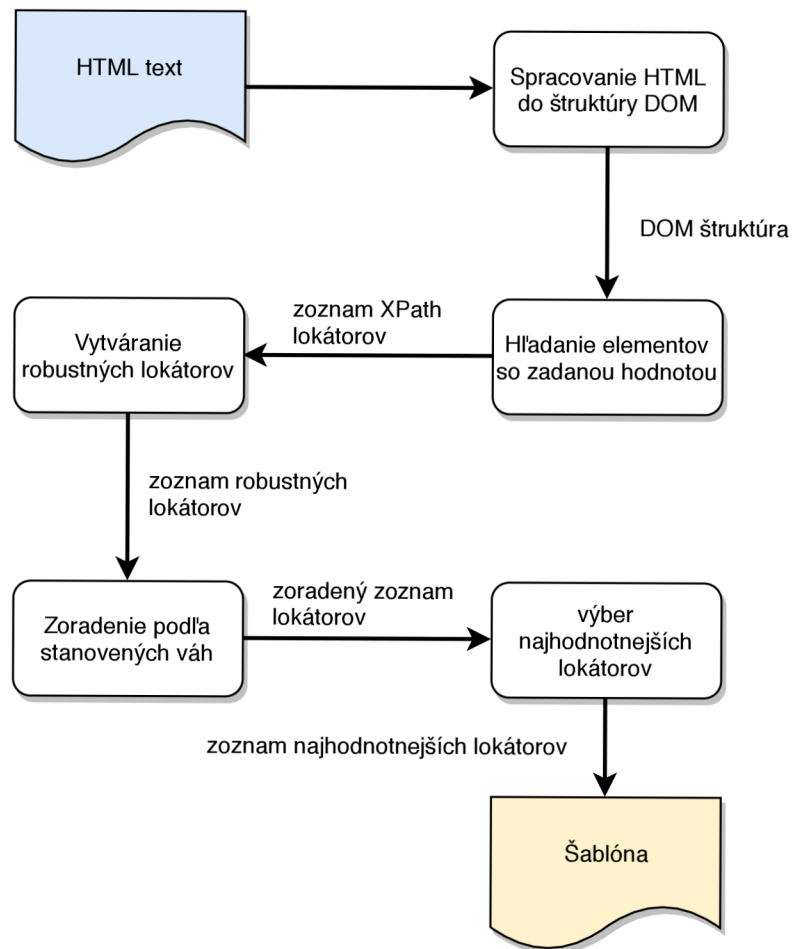 HTML text
Spracovanie HTML
do štruktúry DOM
DOM štruktúra
Hľadanie elementov
so zadanou hodnotou
zoznam XPath
lokátorov
Vytváranie
robustných lokátorov
zoznam robustných
lokátorov
Zoradenie podľa
stanovených váh
zoradený zoznam
lokátorov
výber
najhodnotnejších
lokátorov
zoznam najhodnotnejších lokátorov
Šablóna